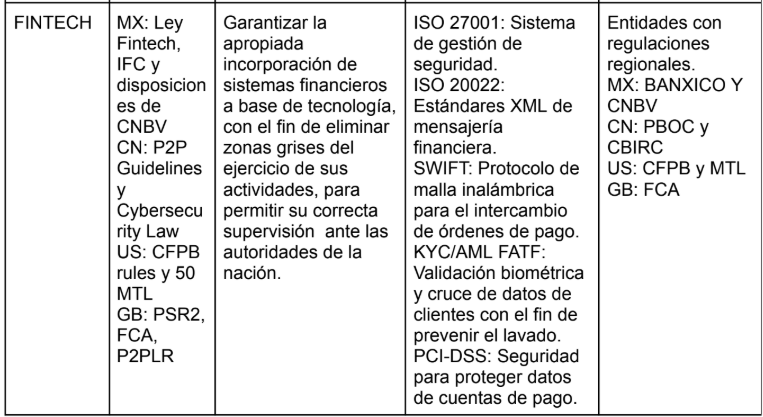 FINTECH
MX: Ley
Fintech,
IFC y
disposicion
es de
CNBV
CN: P2P
Guidelines
y
Cybersecu
rity Law
US: CFPB
rules y 50
MTL
GB: PSR2,
FCA,
P2PLR
Garantizar la
apropiada
incorporación de
sistemas financieros
a base de tecnología,
con el fin de eliminar
zonas grises del
ejercicio de sus
actividades, para
permitir su correcta
supervisión ante las
autoridades de la
nación.
ISO 27001: Sistema
de gestión de
seguridad.
ISO 20022:
Estándares XML de
mensajería
financiera.
SWIFT: Protocolo de
malla inalámbrica
para el intercambio
de órdenes de pago.
KYC/AML FATF:
Validación biométrica
y cruce de datos de
clientes con el fin de
prevenir el lavado.
PCI-DSS: Seguridad
para proteger datos
de cuentas de pago.
Entidades con
regulaciones
regionales.
MX: BANXICO Y
CNBV
CN: PBOC y
CBIRC
US: CFPB y MTL
GB: FCA